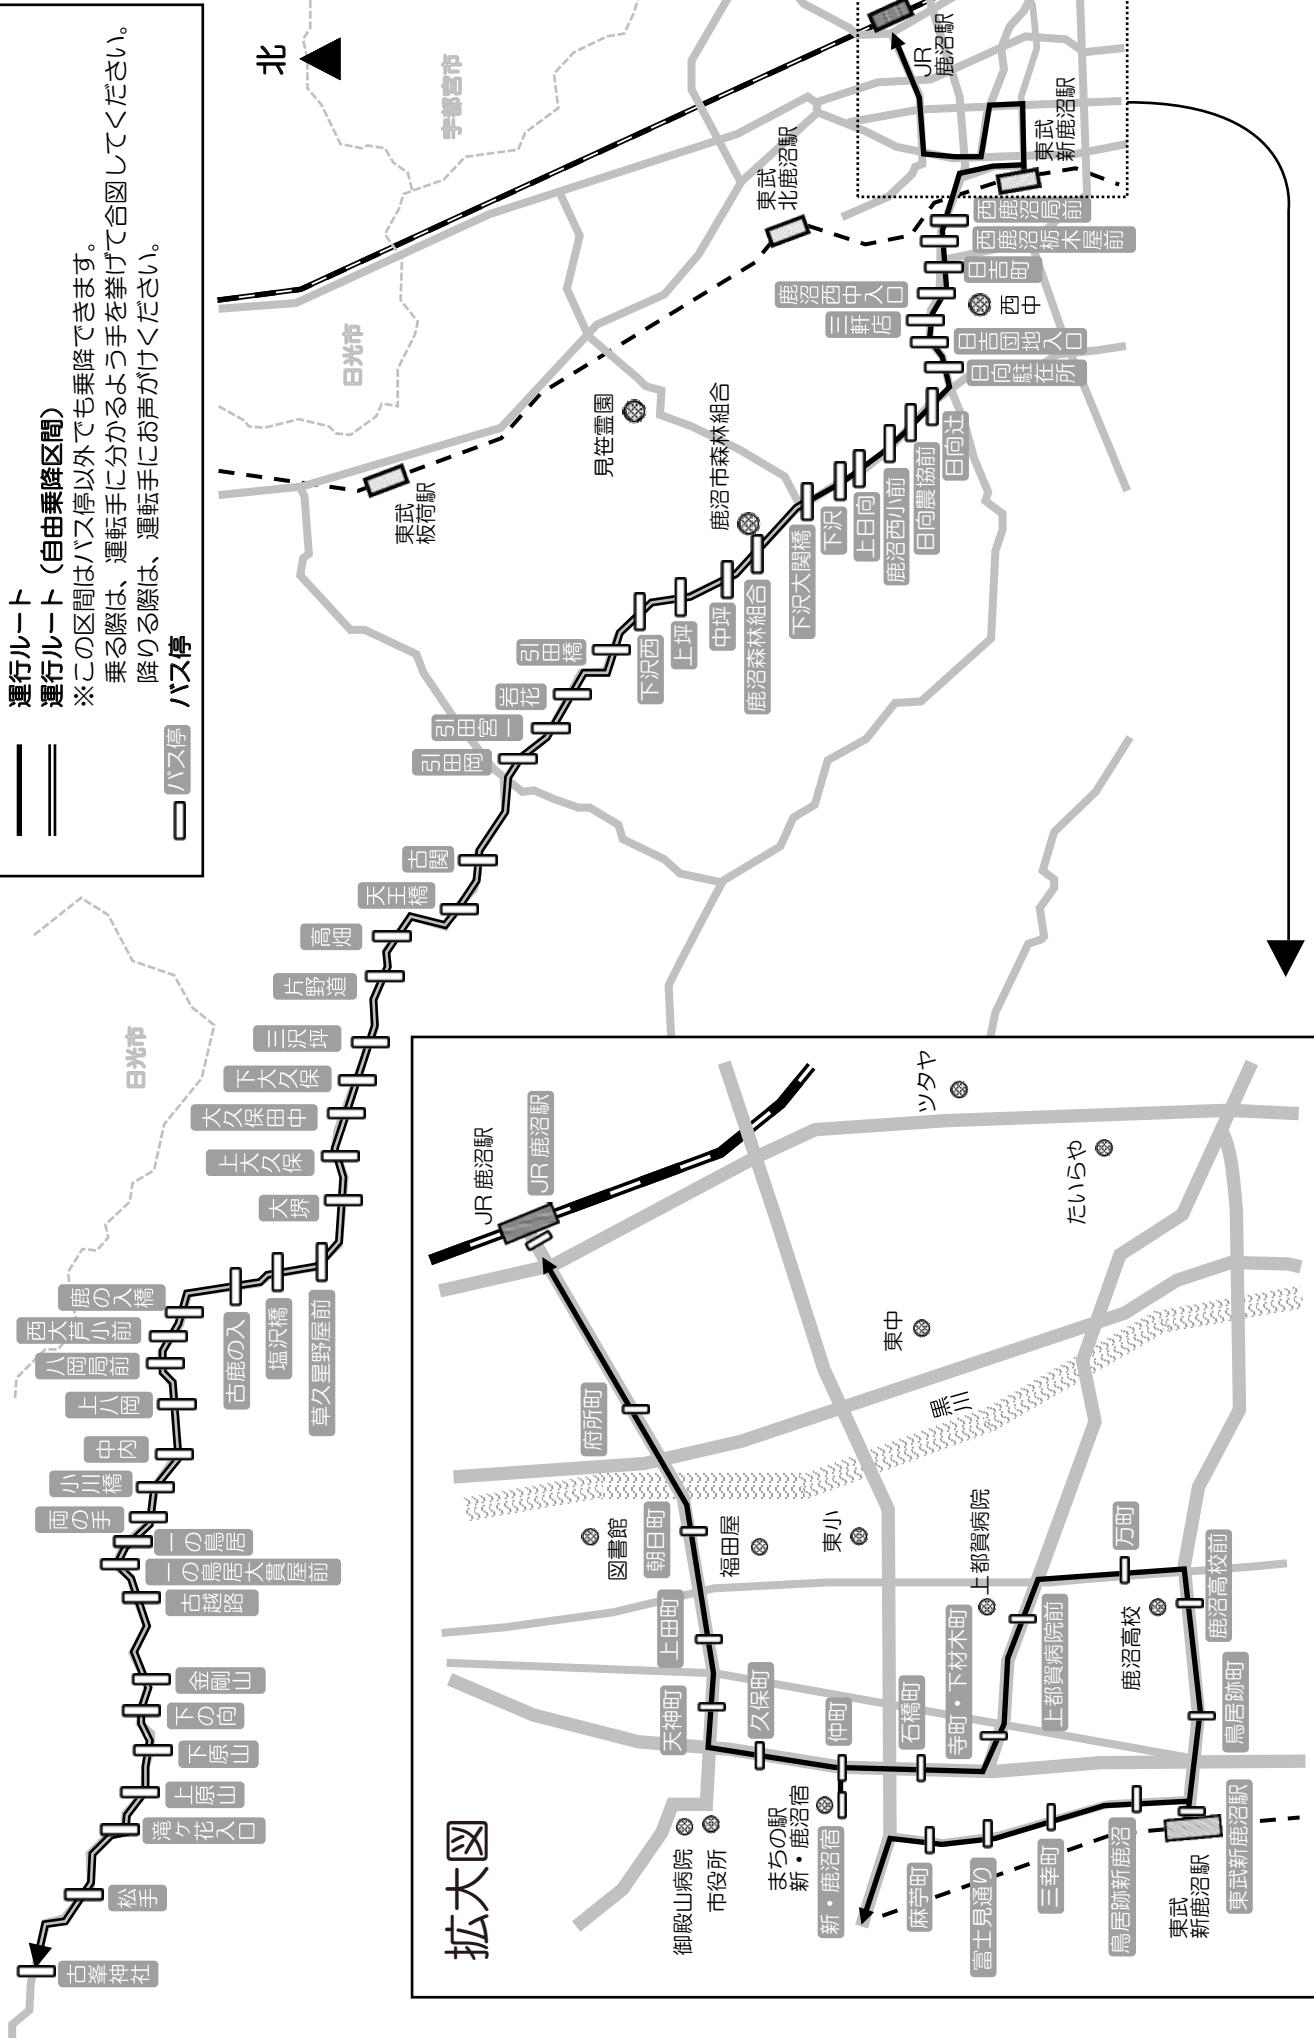 運行ルート
運行ルート（自由乗降区間）
※この区間はバス停以外でも乗降できます。
乗る際は、運転手に分かるよう手を挙げて合図してください。
降りる際は、運転手にお声がけください。
バス停
バス停
北
宇都宮市
日光市
日光市
JR
鹿沼駅
東武
新鹿沼駅
東武
北鹿沼駅
東武
板荷駅
見笹霊園
鹿沼市森林組合
西中
古峯神社
松手
滝ケ花入口
上原山
下原山
下の向
金剛山
古越路
一の鳥居大貫屋前
一の鳥居
両の手
小川橋
中内
上八岡
八岡局前
西大芦小前
鹿の入橋
古鹿の入
塩沢橋
草久星野屋前
大堺
上大久保
大久保田中
下大久保
三沢坪
片野道
高畑
天王橋
古関
引田岡
引田宮一
岩花
引田橋
下沢西
上坪
中坪
鹿沼森林組合
下沢大関橋
下沢
上日向
鹿沼西小前
日向農協前
日向辻
日向駐在所
日吉団地入口
三軒店
鹿沼西中入口
日吉町
西鹿沼栃木屋前
西鹿沼局前
拡大図
JR 鹿沼駅
JR 鹿沼駅
ツタヤ
たいらや
東中
黒川
府所町
図書館
朝日町
福田屋
東小
上都賀病院
万町
上田町
天神町
久保町
仲町
石橋町
寺町・下材木町
上都賀病院前
鹿沼高校
鹿沼高校前
鳥居跡町
御殿山病院
市役所
まちの駅
新・鹿沼宿
新・鹿沼宿
麻苧町
富士見通り
三幸町
鳥居跡新鹿沼
東武
新鹿沼駅
東武新鹿沼駅